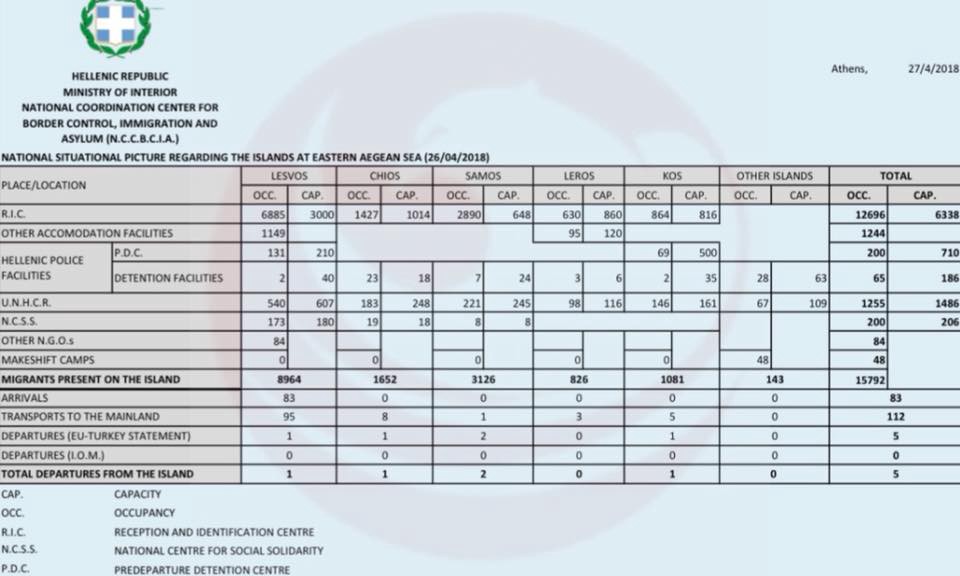 HELLENIC REPUBLIC
MINISTRY OF INTERIOR
NATIONAL COORDINATION CENTER FOR
BORDER CONTROL, IMMIGRATION AND
ASYLUM (N.C.C.B.C.I.A.)
Athens, 27/4/2018
NATIONAL SITUATIONAL PICTURE REGARDING THE ISLANDS AT EASTERN AEGEAN SEA (26/04/2018)
PLACE/LOCATION LESVOS CHIOS SAMOS LEROS KOS OTHER ISLANDS TOTAL
OCC. CAP. OCC. CAP. OCC. CAP. OCC. CAP. OCC. CAP. OCC. CAP. OCC. CAP.
R.I.C. 6885 3000 1427 1014 2890 648 630 860 864 816 12696 6338
OTHER ACCOMODATION FACILITIES 1149 95 120 1244
HELLENIC POLICE FACILITIES P.D.C. 131 210 69 500 200 710
DETENTION FACILITIES 2 40 23 18 7 24 3 6 2 35 28 63 65 186
U.N.H.C.R. 540 607 183 248 221 245 98 116 146 161 67 109 1255 1486
N.C.S.S. 173 180 19 18 8 8 200 206
OTHER N.G.O.s 84 84
MAKESHIFT CAMPS 0 0 0 0 0 48 48
MIGRANTS PRESENT ON THE ISLAND 8964 1652 3126 826 1081 143 15792
ARRIVALS 83 0 0 0 0 0 83
TRANSPORTS TO THE MAINLAND 95 8 1 3 5 0 112
DEPARTURES (EU-TURKEY STATEMENT) 1 1 2 0 1 0 5
DEPARTURES (I.O.M.) 0 0 0 0 0 0 0
TOTAL DEPARTURES FROM THE ISLAND 1 1 2 0 1 0 5
CAP. CAPACITY
OCC. OCCUPANCY
R.I.C. RECEPTION AND IDENTIFICATION CENTRE
N.C.S.S. NATIONAL CENTRE FOR SOCIAL SOLIDARITY
P.D.C. PREDEPARTURE DETENTION CENTRE